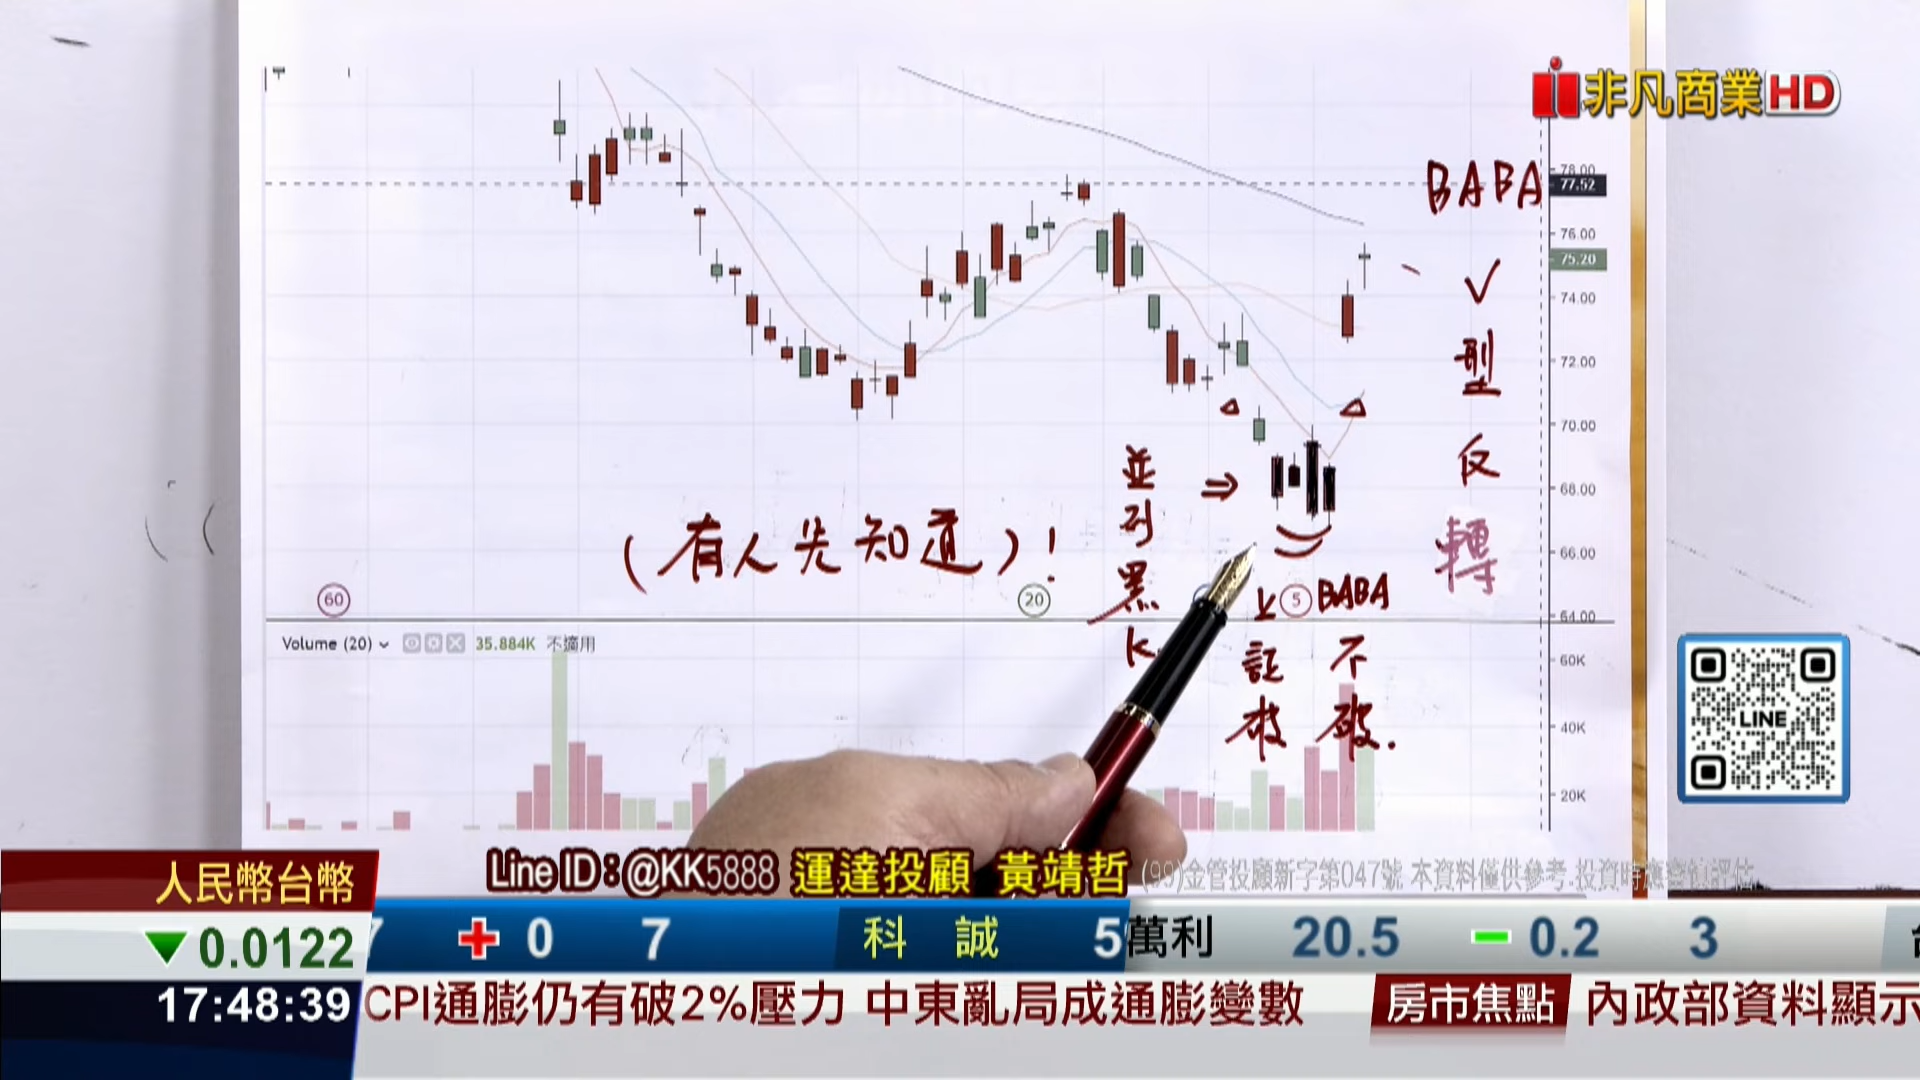 非凡商業HD
78.00
77.52
76.00
75.20
74.00
72.00
70.00
68.00
66.00
64.00
60K
40K
20K
BABA
V型反轉
並列黑K
⇒
(有人先知道)!
60
20
5
BABA
不破.
上証破
Volume (20)
35.884K 不適用
LINE
Line ID:@KK5888 運達投顧 黃靖哲
(99)金管投顧新字第047號 本資料僅供參考.投資時應審慎評估
人民幣台幣
▼0.0122
17:48:39
7 + 0 7 科誠 5
萬利 20.5 - 0.2 3
CPI通膨仍有破2%壓力 中東亂局成通膨變數
房市焦點 內政部資料顯示